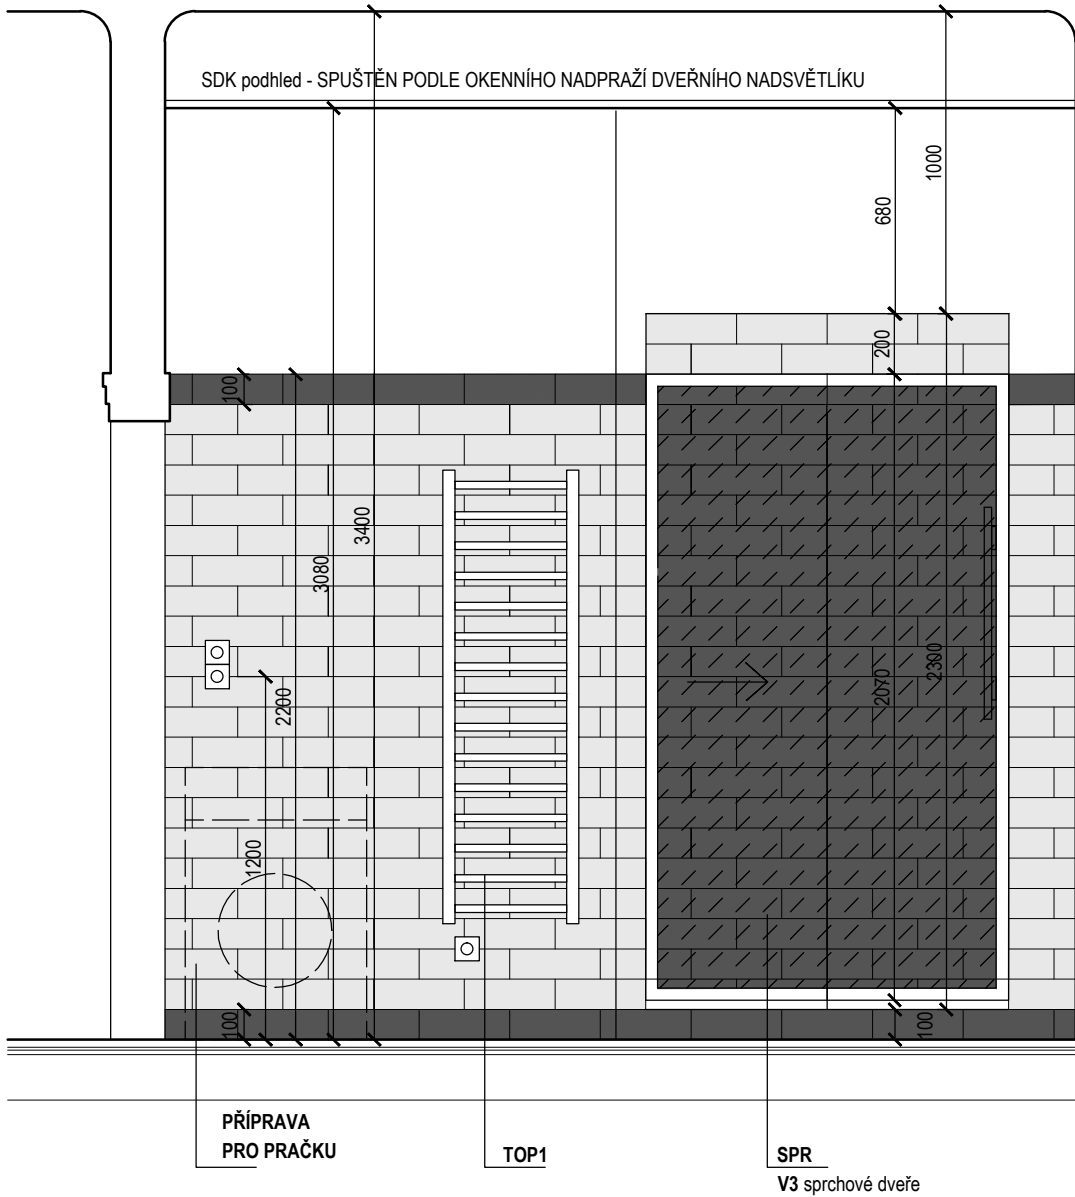 SDK podhled - SPUŠTĚN PODLE OKENNÍHO NADPRAŽÍ DVEŘNÍHO NADSVĚTLÍKU
1000
680
200
100
3400
3080
2300
2070
2200
1200
100
100
PŘÍPRAVA
PRO PRAČKU
TOP1
SPR
V3 sprchové dveře